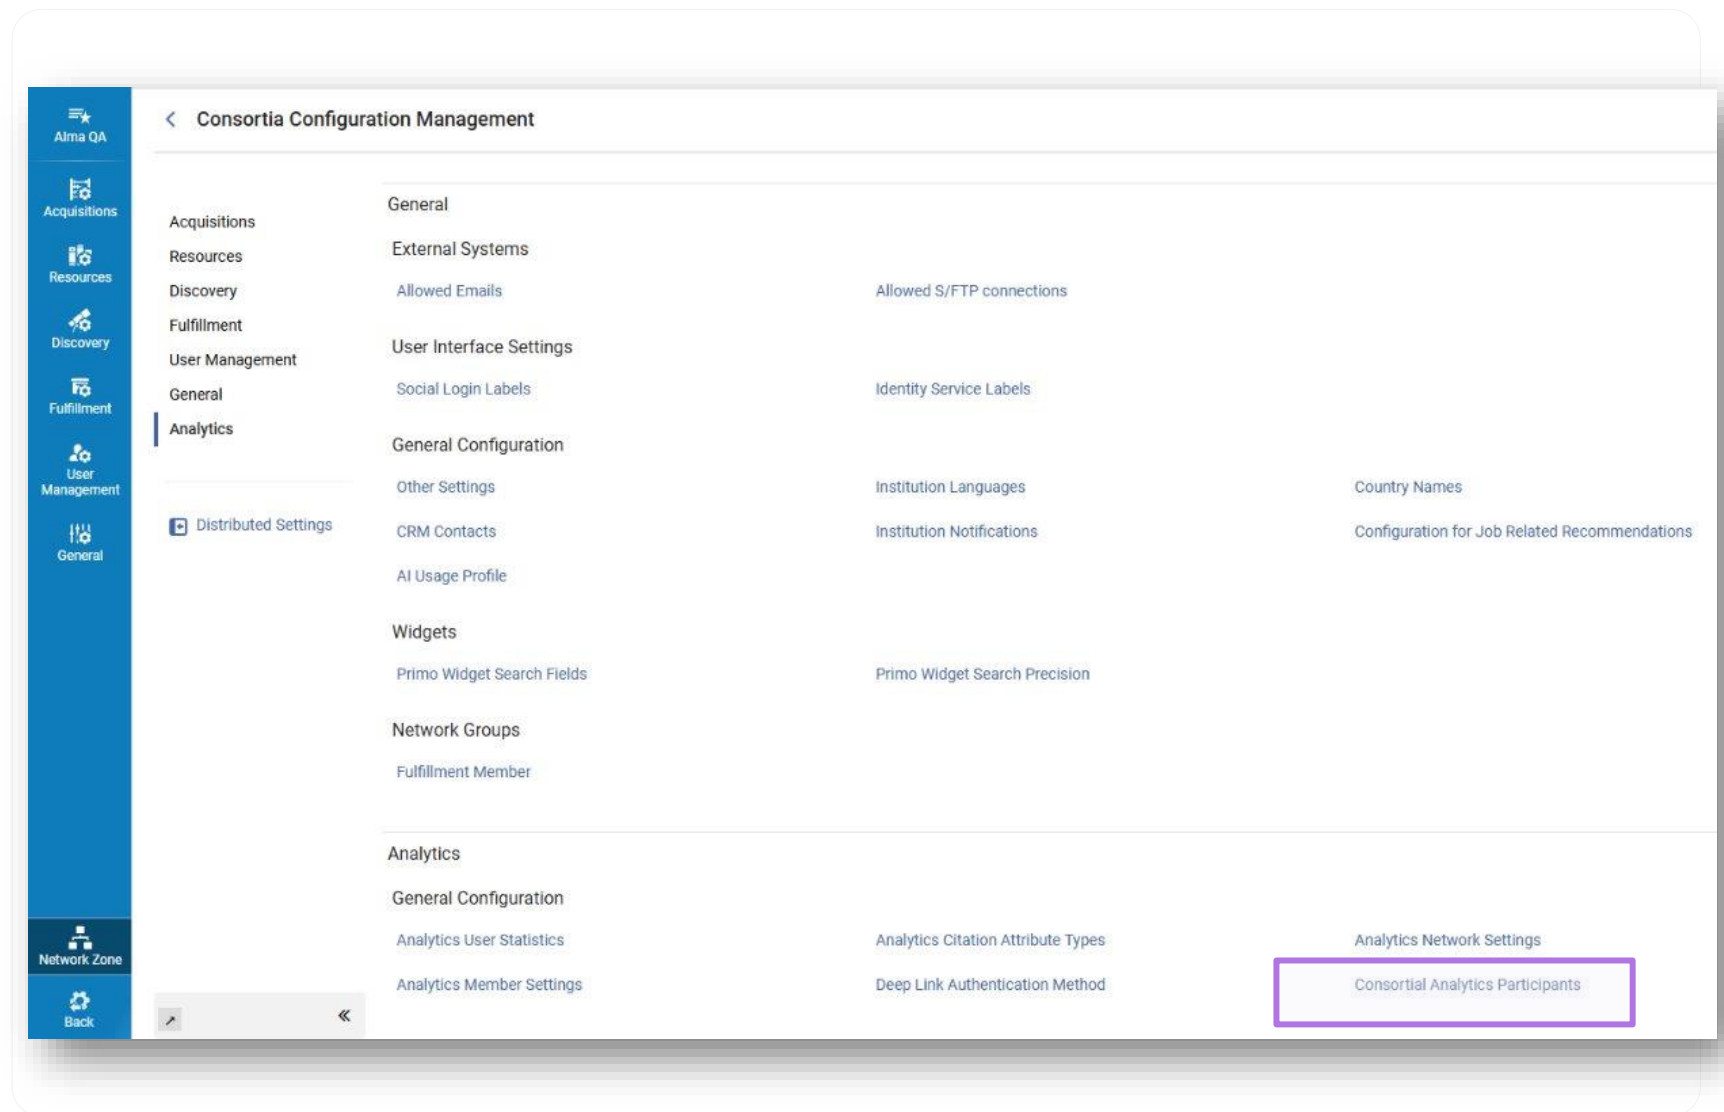 Alma QA
Acquisitions
Resources
Discovery
Fulfillment
User
Management
General
Network Zone
Back
Consortia Configuration Management
Acquisitions
Resources
Discovery
Fulfillment
User Management
General
Analytics
Distributed Settings
General
External Systems
Allowed Emails
Allowed S/FTP connections
User Interface Settings
Social Login Labels
Identity Service Labels
General Configuration
Other Settings
Institution Languages
Country Names
CRM Contacts
Institution Notifications
Configuration for Job Related Recommendations
AI Usage Profile
Widgets
Primo Widget Search Fields
Primo Widget Search Precision
Network Groups
Fulfillment Member
Analytics
General Configuration
Analytics User Statistics
Analytics Citation Attribute Types
Analytics Network Settings
Analytics Member Settings
Deep Link Authentication Method
Consortial Analytics Participants